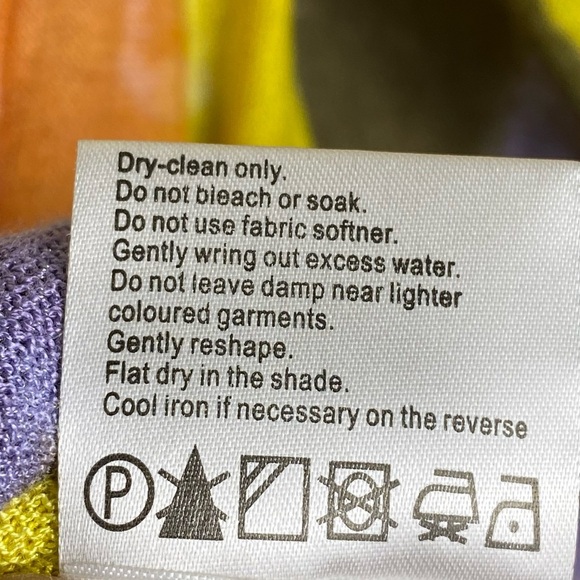 Dry-clean only.
Do not bleach or soak.
Do not use fabric softner.
Gently wring out excess water.
Do not leave damp near lighter
coloured garments.
Gently reshape.
Flat dry in the shade.
Cool iron if necessary on the reverse
P